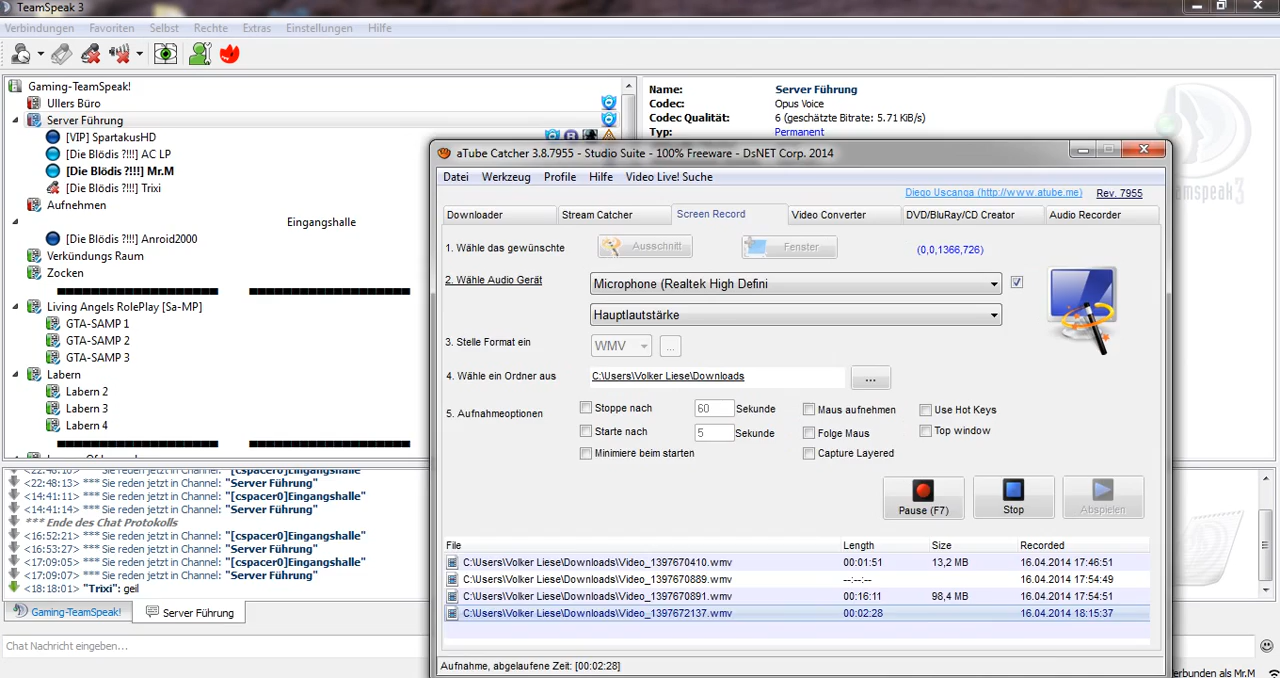 TeamSpeak 3
Verbindungen Favoriten Selbst Rechte Extras Einstellungen Hilfe
Gaming-TeamSpeak!
Ullers Büro
Server Führung
[VIP] SpartakusHD
[Die Blödis ?!!!] AC LP
[Die Blödis ?!!!] Mr.M
[Die Blödis ?!!!] Trixi
Aufnehmen
Eingangshalle
[Die Blödis ?!!!] Anroid2000
Verkündungs Raum
Zocken
Living Angels RolePlay [Sa-MP]
GTA-SAMP 1
GTA-SAMP 2
GTA-SAMP 3
Labern
Labern 2
Labern 3
Labern 4
Name: Server Führung
Codec: Opus Voice
Codec Qualität: 6 (geschätzte Bitrate: 5.71 KiB/s)
Typ: Permanent
teamspeak3
aTube Catcher 3.8.7955 - Studio Suite - 100% Freeware - DsNET Corp. 2014
Datei Werkzeug Profile Hilfe Video Live! Suche
Diego Uscanga (http://www.atube.me) Rev. 7955
Downloader Stream Catcher Screen Record Video Converter DVD/BluRay/CD Creator Audio Recorder
1. Wähle das gewünschte Ausschnitt Fenster (0,0,1366,726)
2. Wähle Audio Gerät Microphone (Realtek High Defini
Hauptlautstärke
3. Stelle Format ein WMV ...
4. Wähle ein Ordner aus C:\Users\Volker Liese\Downloads ...
5. Aufnahmeoptionen Stoppe nach 60 Sekunde Maus aufnehmen Use Hot Keys
Starte nach 5 Sekunde Folge Maus Top window
Minimiere beim starten Capture Layered
Pause (F7) Stop Abspielen
File Length Size Recorded
C:\Users\Volker Liese\Downloads\Video_1397670410.wmv 00:01:51 13,2 MB 16.04.2014 17:46:51
C:\Users\Volker Liese\Downloads\Video_1397670889.wmv --:--:-- 16.04.2014 17:54:49
C:\Users\Volker Liese\Downloads\Video_1397670891.wmv 00:16:11 98,4 MB 16.04.2014 17:54:51
C:\Users\Volker Liese\Downloads\Video_1397672137.wmv 00:02:28 16.04.2014 18:15:37
Aufnahme, abgelaufene Zeit: [00:02:28]
<22:48:10> *** Sie reden jetzt in Channel: "[cspacer0]Eingangshalle"
<22:48:13> *** Sie reden jetzt in Channel: "Server Führung"
<14:41:11> *** Sie reden jetzt in Channel: "[cspacer0]Eingangshalle"
<14:41:14> *** Sie reden jetzt in Channel: "Server Führung"
*** Ende des Chat Protokolls
<16:52:21> *** Sie reden jetzt in Channel: "[cspacer0]Eingangshalle"
<16:53:27> *** Sie reden jetzt in Channel: "Server Führung"
<17:09:05> *** Sie reden jetzt in Channel: "[cspacer0]Eingangshalle"
<17:09:07> *** Sie reden jetzt in Channel: "Server Führung"
<18:18:01> "Trixi": geil
Gaming-TeamSpeak! Server Führung
Chat Nachricht eingeben...
rbunden als Mr.M